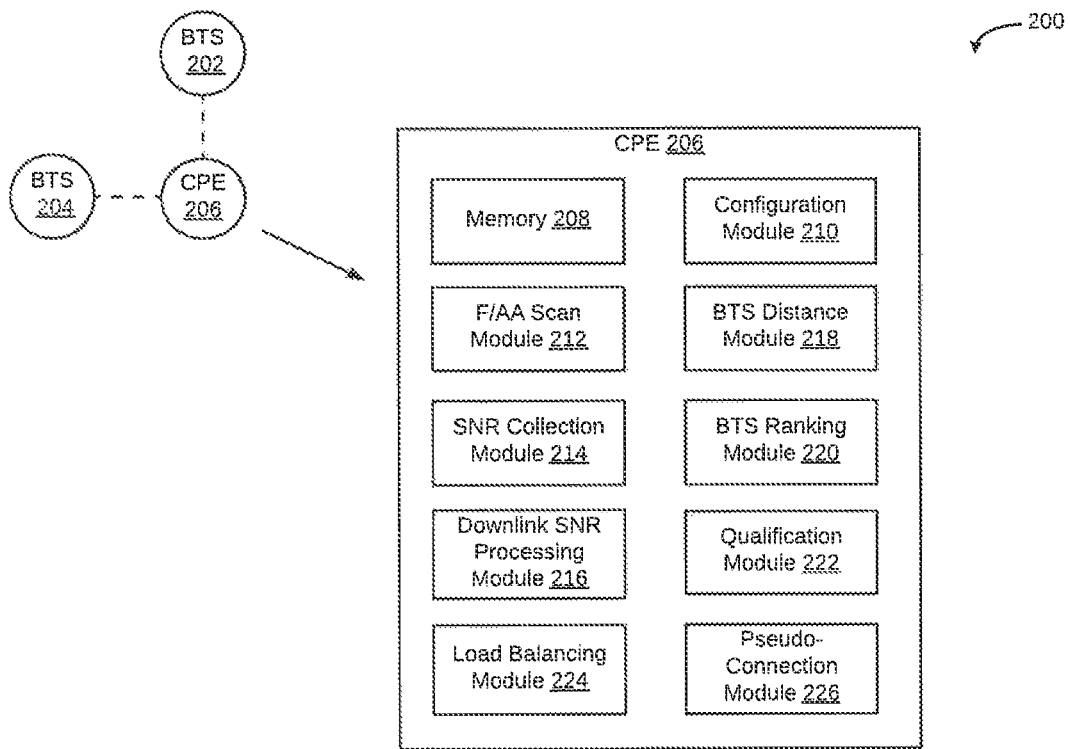 200
BTS
202
BTS
204
CPE
206
CPE 206
Memory 208
Configuration
Module 210
F/AA Scan
Module 212
BTS Distance
Module 218
SNR Collection
Module 214
BTS Ranking
Module 220
Downlink SNR
Processing
Module 216
Qualification
Module 222
Load Balancing
Module 224
Pseudo-
Connection
Module 226